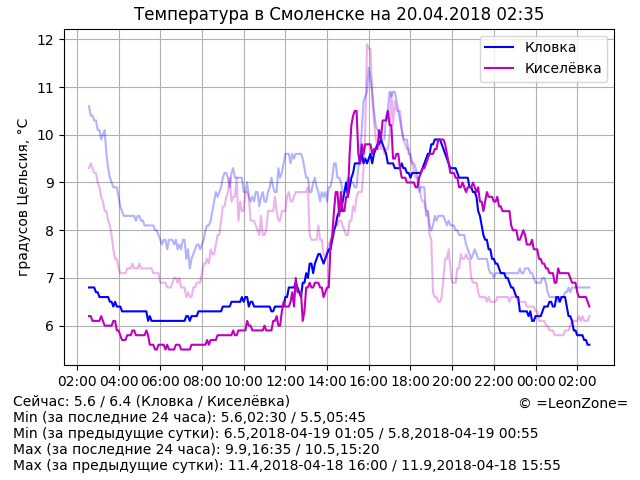 Температура в Смоленске на 20.04.2018 02:35
градусов Цельсия, °C
12
11
10
9
8
7
6
Кловка
Киселёвка
02:00 04:00 06:00 08:00 10:00 12:00 14:00 16:00 18:00 20:00 22:00 00:00 02:00
Сейчас: 5.6 / 6.4 (Кловка / Киселёвка)
© =LeonZone=
Min (за последние 24 часа): 5.6,02:30 / 5.5,05:45
Min (за предыдущие сутки): 6.5,2018-04-19 01:05 / 5.8,2018-04-19 00:55
Max (за последние 24 часа): 9.9,16:35 / 10.5,15:20
Max (за предыдущие сутки): 11.4,2018-04-18 16:00 / 11.9,2018-04-18 15:55